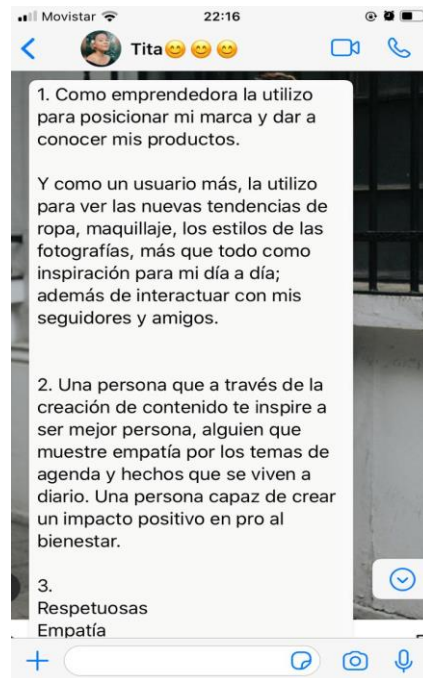 Movistar 22:16
Tita😊😊😊
1. Como emprendedora la utilizo
para posicionar mi marca y dar a
conocer mis productos.
Y como un usuario más, la utilizo
para ver las nuevas tendencias de
ropa, maquillaje, los estilos de las
fotografías, más que todo como
inspiración para mi día a día;
además de interactuar con mis
seguidores y amigos.
2. Una persona que a través de la
creación de contenido te inspire a
ser mejor persona, alguien que
muestre empatía por los temas de
agenda y hechos que se viven a
diario. Una persona capaz de crear
un impacto positivo en pro al
bienestar.
3.
Respetuosas
Empatía